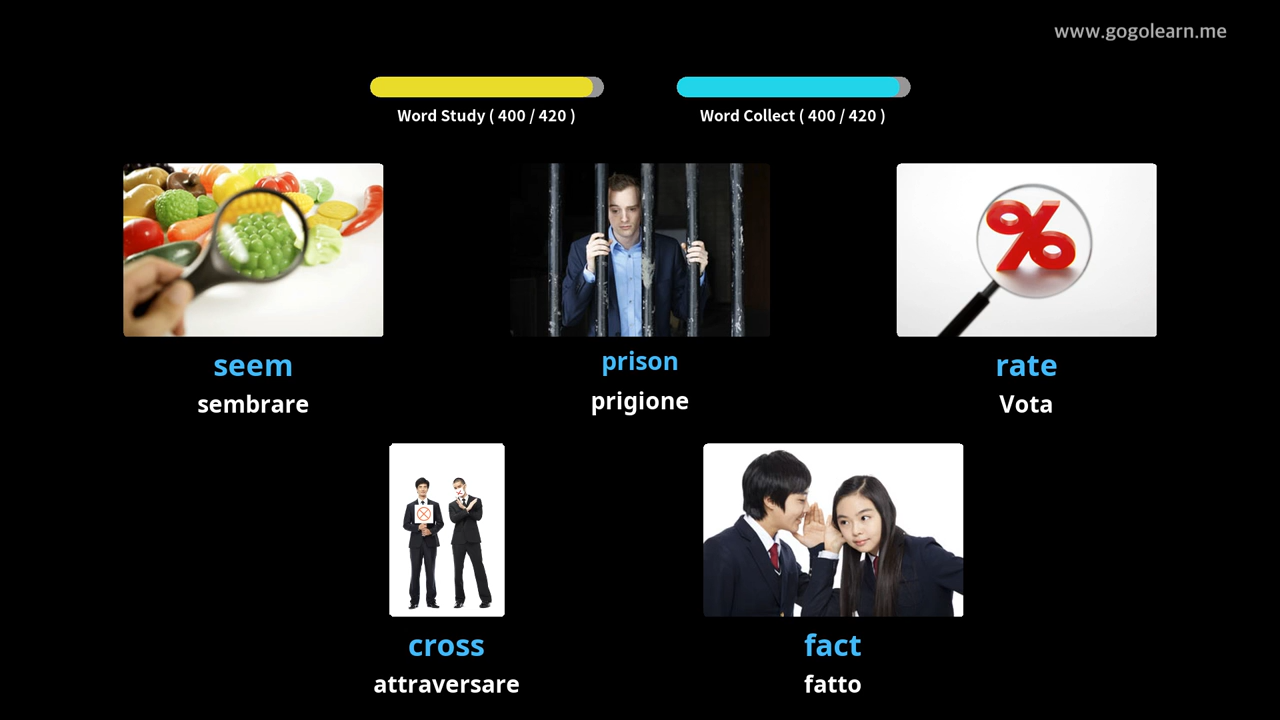 www.gogolearn.me
Word Study ( 400 / 420 )
Word Collect ( 400 / 420 )
%
seem
prison
rate
sembrare
prigione
Vota
cross
fact
attraversare
fatto